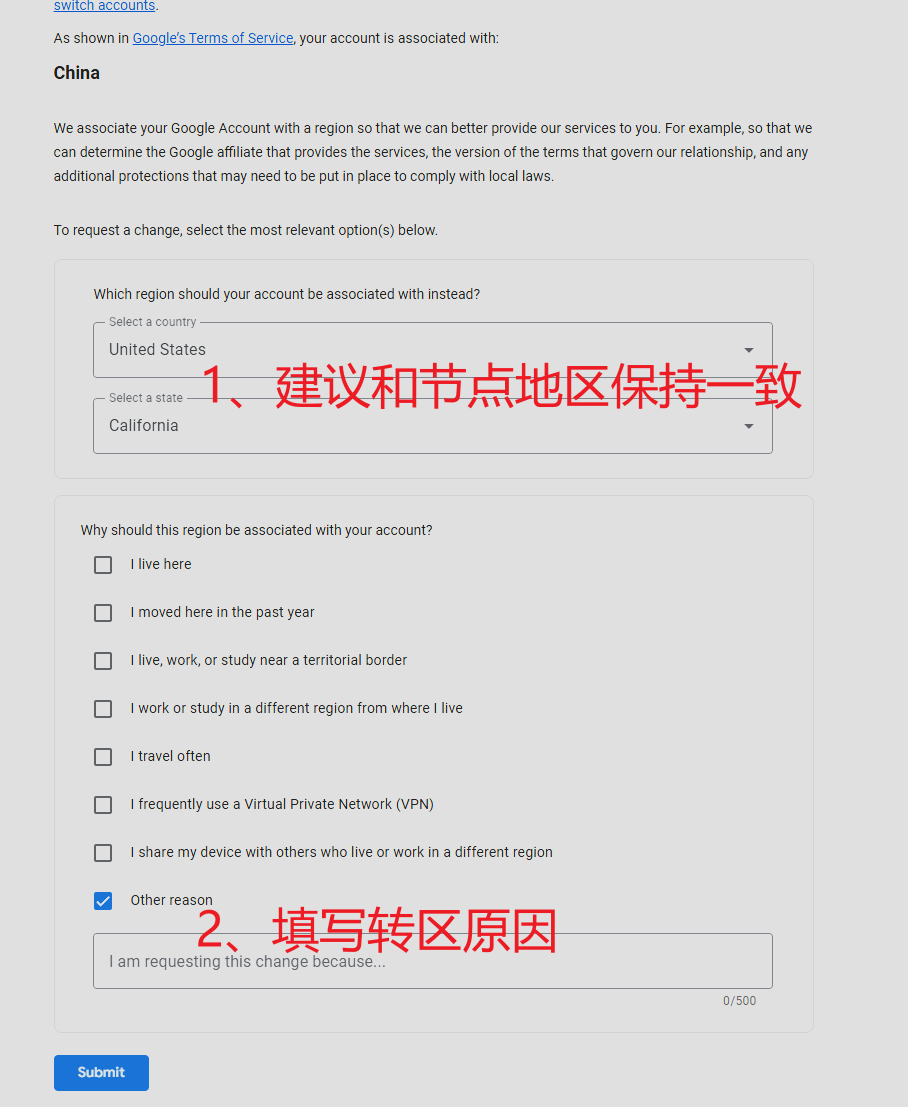 switch accounts.
As shown in Google's Terms of Service, your account is associated with:
China
We associate your Google Account with a region so that we can better provide our services to you. For example, so that we
can determine the Google affiliate that provides the services, the version of the terms that govern our relationship, and any
additional protections that may need to be put in place to comply with local laws.
To request a change, select the most relevant option(s) below.
Which region should your account be associated with instead?
Select a country
United States
1、建议和节点地区保持一致
Select a state
California
Why should this region be associated with your account?
I live here
I moved here in the past year
I live, work, or study near a territorial border
I work or study in a different region from where I live
I travel often
I frequently use a Virtual Private Network (VPN)
I share my device with others who live or work in a different region
Other reason
2、填写转区原因
I am requesting this change because...
0/500
Submit